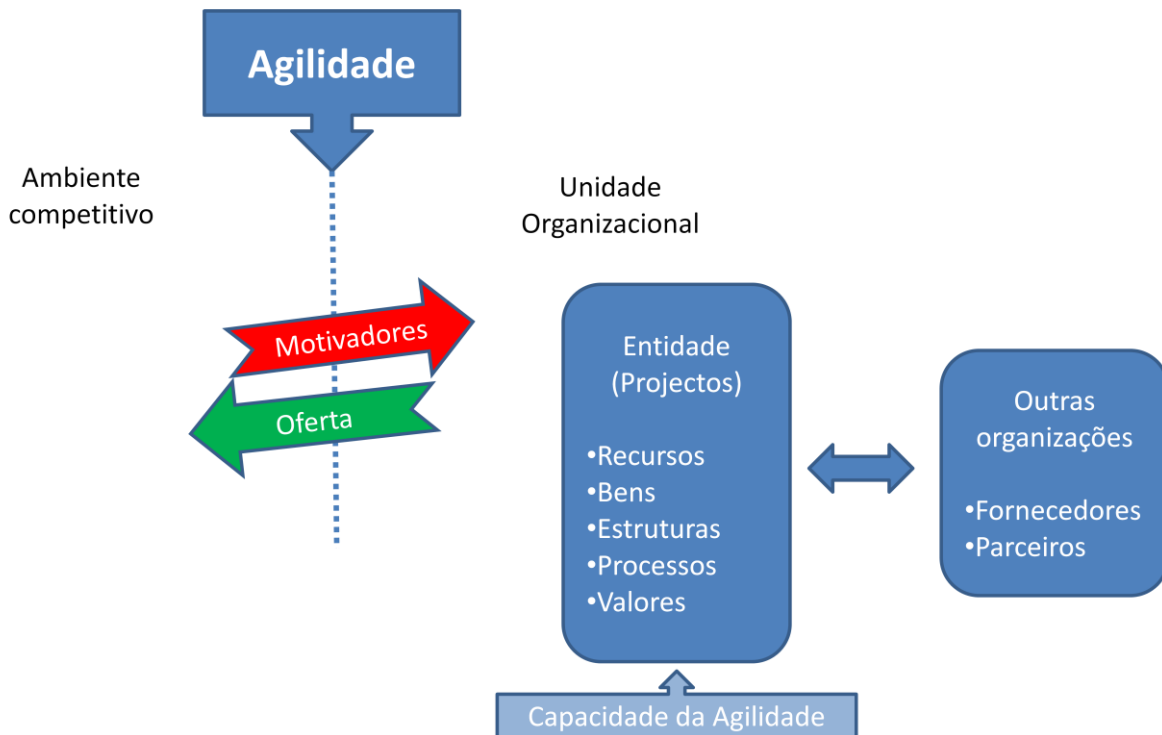 Agilidade
Ambiente
competitivo
Unidade
Organizacional
Motivadores
Oferta
Entidade
(Projectos)
•Recursos
•Bens
•Estruturas
•Processos
•Valores
Outras
organizações
•Fornecedores
•Parceiros
Capacidade da Agilidade